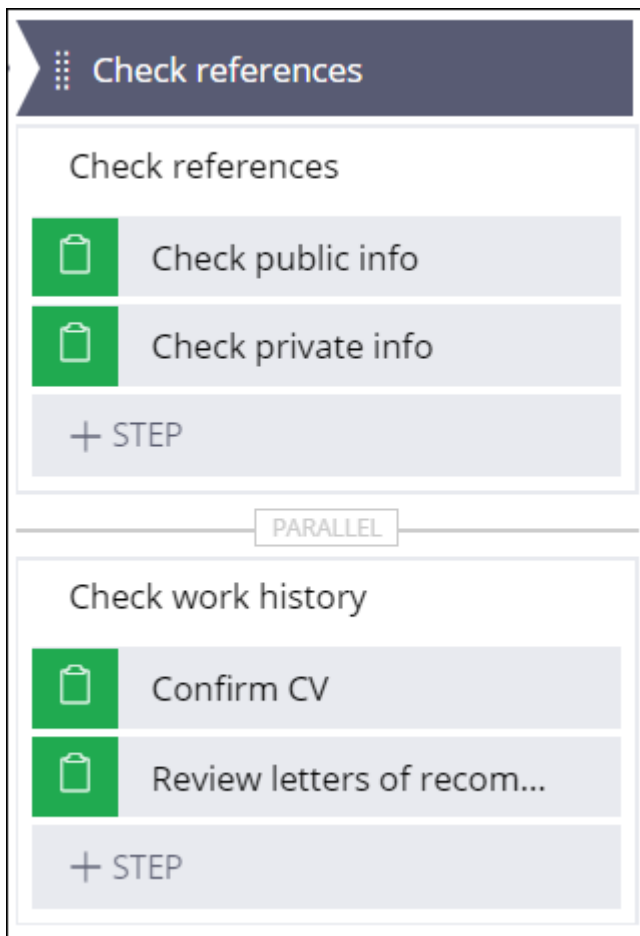 Check references
Check references
Check public info
Check private info
+ STEP
PARALLEL
Check work history
Confirm CV
Review letters of recom...
+ STEP